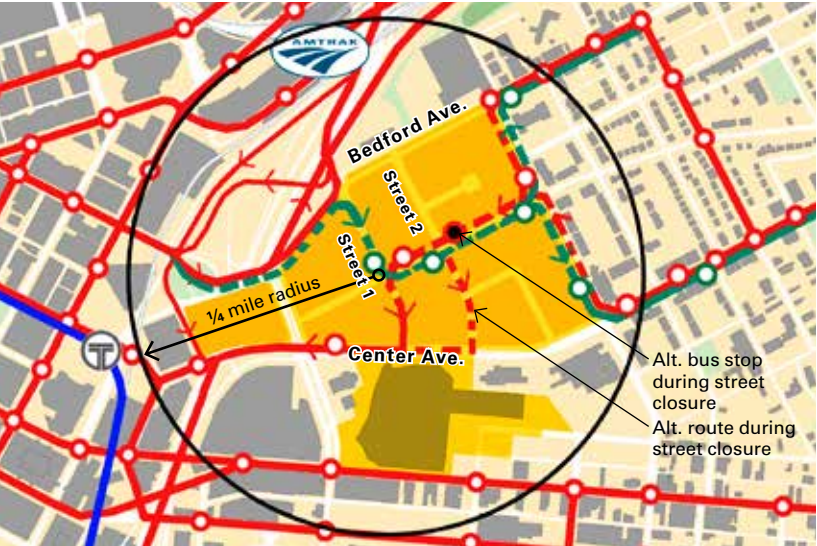 AMTRAK
Bedford Ave.
Street 2
Street 1
¼ mile radius
Center Ave.
T
Alt. bus stop
during street
closure
Alt. route during
street closure